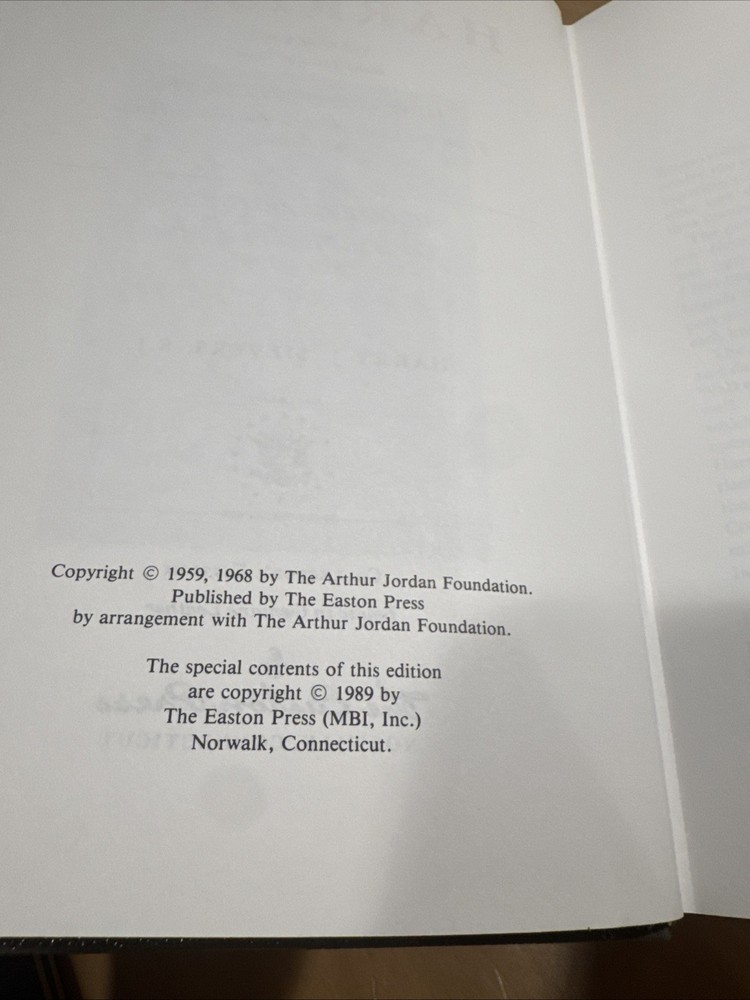 Copyright © 1959, 1968 by The Arthur Jordan Foundation.
Published by The Easton Press
by arrangement with The Arthur Jordan Foundation.
The special contents of this edition
are copyright © 1989 by
The Easton Press (MBI, Inc.)
Norwalk, Connecticut.